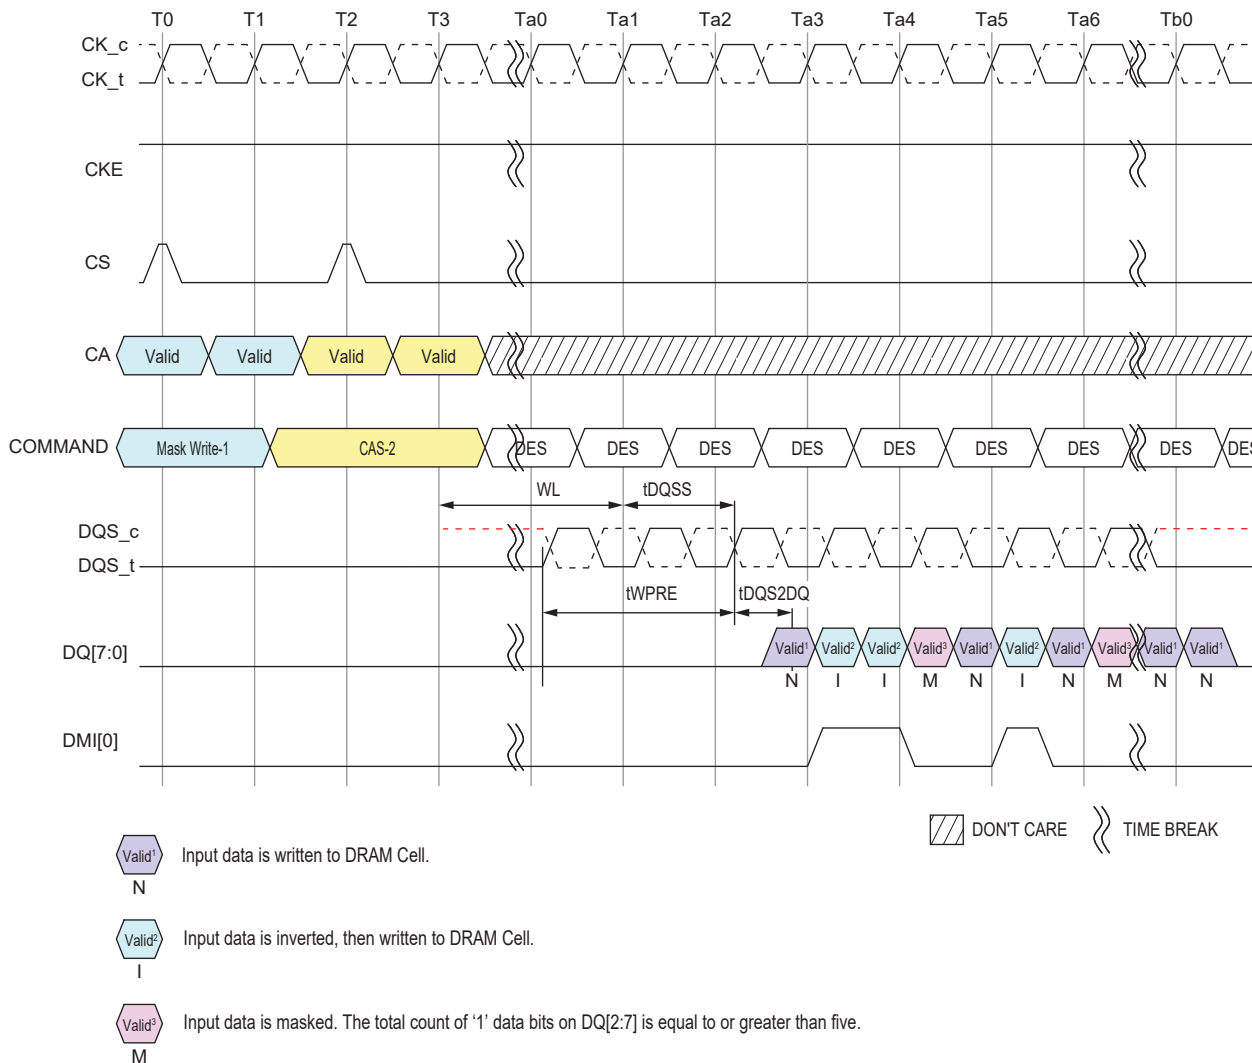 T0 T1 T2 T3 Ta0 Ta1 Ta2 Ta3 Ta4 Ta5 Ta6 Tb0
CK_c
CK_t
CKE
CS
CA Valid Valid Valid Valid
COMMAND Mask Write-1 CAS-2 DES DES DES DES DES DES DES DES DES
WL tDQSS
DQS_c
DQS_t
tWPRE tDQS2DQ
DQ[7:0] Valid¹ Valid² Valid² Valid³ Valid¹ Valid² Valid¹ Valid³ Valid¹ Valid¹
N I I M N I N M N N
DMI[0]
DON'T CARE TIME BREAK
Valid¹ Input data is written to DRAM Cell.
N
Valid² Input data is inverted, then written to DRAM Cell.
I
Valid³ Input data is masked. The total count of ‘1’ data bits on DQ[2:7] is equal to or greater than five.
M